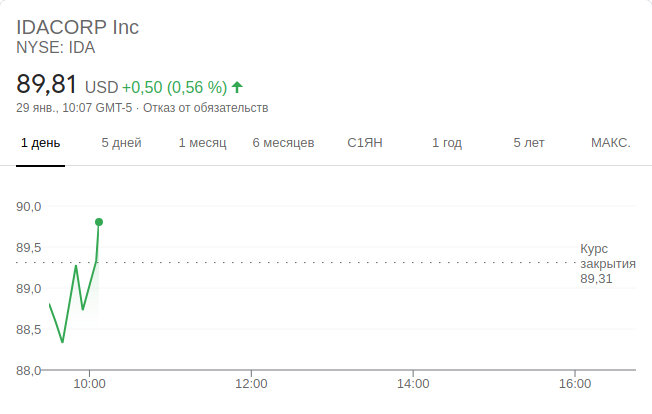 IDACORP Inc
NYSE: IDA
89,81 USD +0,50 (0,56 %)
29 янв., 10:07 GMT-5 · Отказ от обязательств
1 день 5 дней 1 месяц 6 месяцев С1ЯН 1 год 5 лет МАКС.
90,0
89,5
Курс
закрытия
89,31
89,0
88,5
88,0
10:00 12:00 14:00 16:00